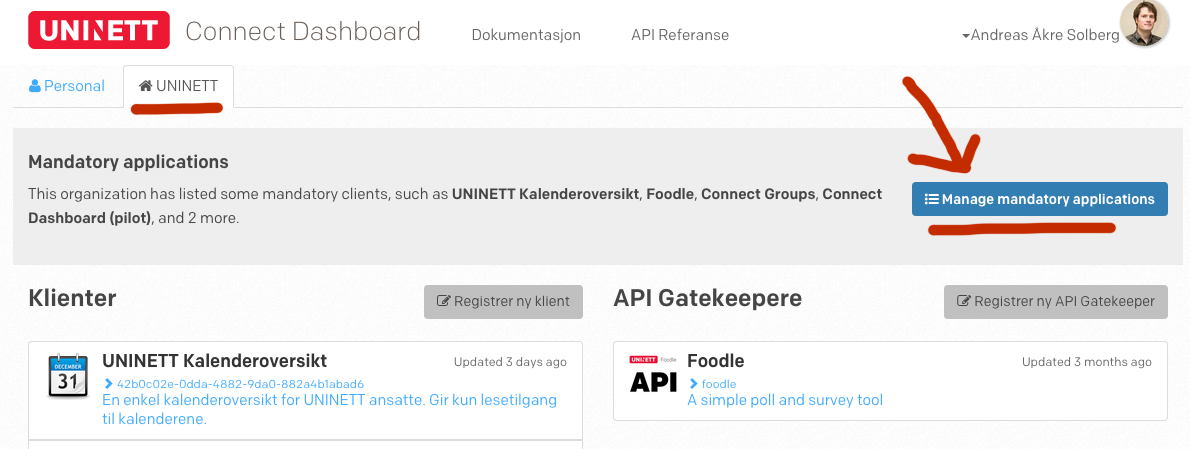 UNINETT Connect Dashboard Dokumentasjon API Referanse Andreas Åkre Solberg
Personal UNINETT
Mandatory applications
This organization has listed some mandatory clients, such as UNINETT Kalenderoversikt, Foodle, Connect Groups, Connect
Dashboard (pilot), and 2 more.
Manage mandatory applications
Klienter
Registrer ny klient
DECEMBER
31
UNINETT Kalenderoversikt
Updated 3 days ago
42b0c02e-0dda-4882-9da0-882a4b1abad6
En enkel kalenderoversikt for UNINETT ansatte. Gir kun lesetilgang
til kalenderene.
API Gatekeepere
Registrer ny API Gatekeeper
UNINETT Foodle
API
Foodle
Updated 3 months ago
foodle
A simple poll and survey tool